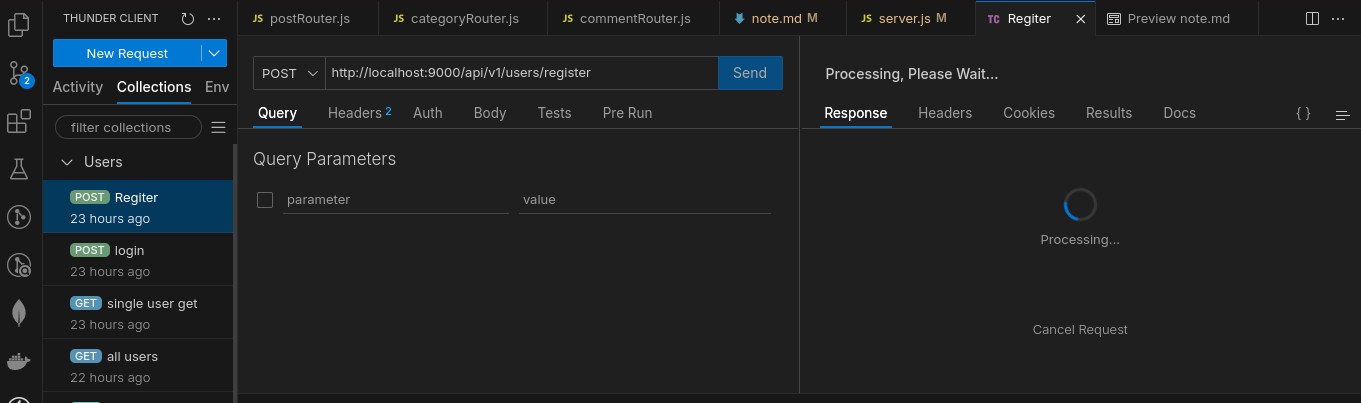 THUNDER CLIENT
New Request
Activity Collections Env
filter collections
Users
POST Regiter
23 hours ago
POST login
23 hours ago
GET single user get
23 hours ago
GET all users
22 hours ago
2
JS postRouter.js JS categoryRouter.js JS commentRouter.js note.md M JS server.js M TC Regiter Preview note.md
POST http://localhost:9000/api/v1/users/register Send
Query Headers 2 Auth Body Tests Pre Run
Query Parameters
parameter value
Processing, Please Wait...
Response Headers Cookies Results Docs { }
Processing...
Cancel Request